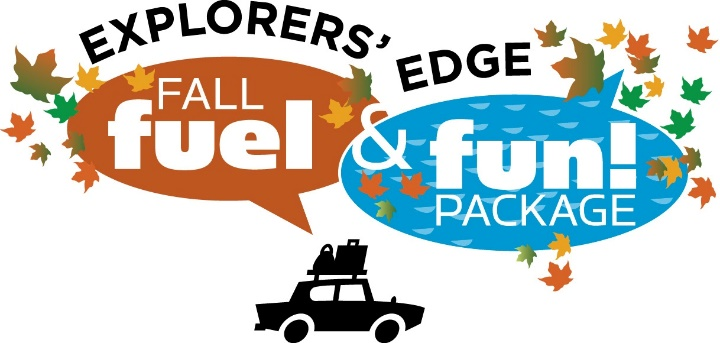 EXPLORERS' EDGE
FALL
fuel
&
fun!
PACKAGE